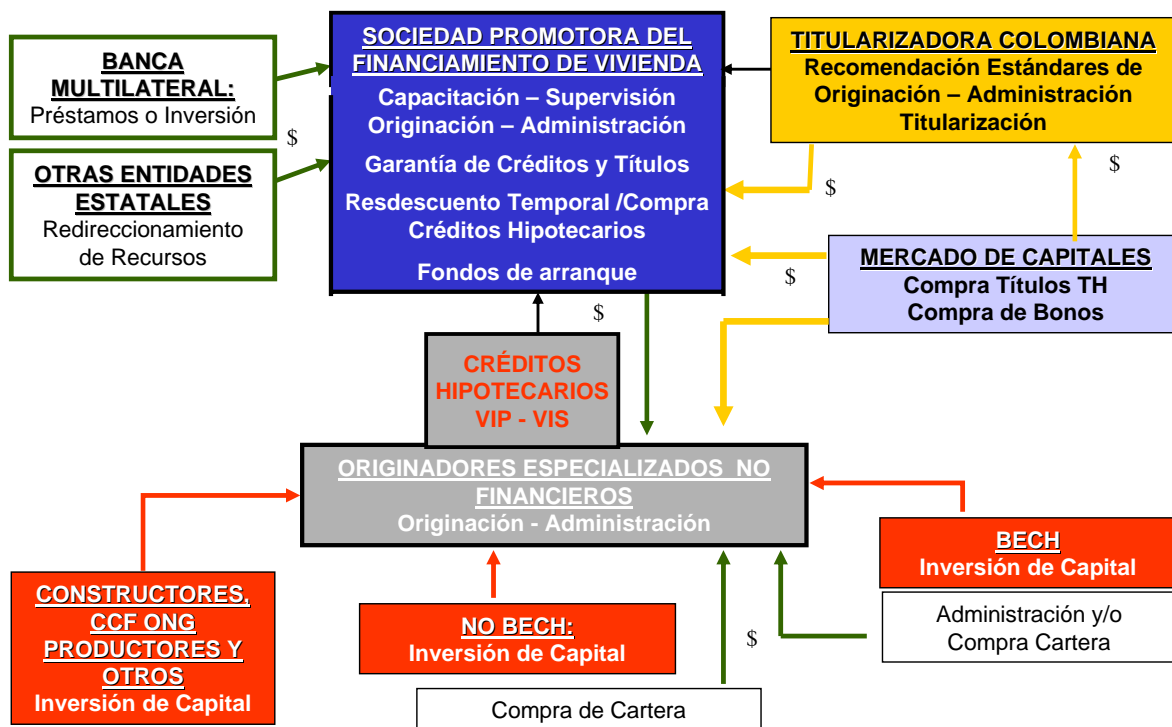 BANCA
MULTILATERAL:
Préstamos o Inversión
$
OTRAS ENTIDADES
ESTATALES
Redireccionamiento
de Recursos
SOCIEDAD PROMOTORA DEL
FINANCIAMIENTO DE VIVIENDA
Capacitación – Supervisión
Originación – Administración
Garantía de Créditos y Títulos
Resdescuento Temporal /Compra
Créditos Hipotecarios
Fondos de arranque
TITULARIZADORA COLOMBIANA
Recomendación Estándares de
Originación – Administración
Titularización
$
$
MERCADO DE CAPITALES
Compra Títulos TH
Compra de Bonos
$
$
CRÉDITOS
HIPOTECARIOS
VIP - VIS
ORIGINADORES ESPECIALIZADOS NO
FINANCIEROS
Originación - Administración
CONSTRUCTORES,
CCF ONG
PRODUCTORES Y
OTROS
Inversión de Capital
NO BECH:
Inversión de Capital
$
Compra de Cartera
BECH
Inversión de Capital
Administración y/o
Compra Cartera